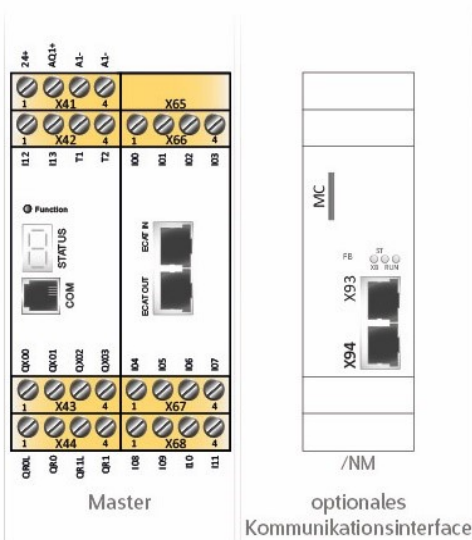 24+ AQ1+ A1- A1-
1 X41 4 X65
1 X42 4 1 X66 4
I12 I13 T1 T2 I00 I01 I02 I03
Function
STATUS
COM
ECAT IN
ECAT OUT
QX00 QX01 QX02 QX03 I04 I05 I06 I07
1 X43 4 1 X67 4
1 X44 4 1 X68 4
QR0L QR0 QR1L QR1 I08 I09 I10 I11
Master
MC
FB ST
X8 RUN
X93
X94
/NM
optionales
Kommunikationsinterface